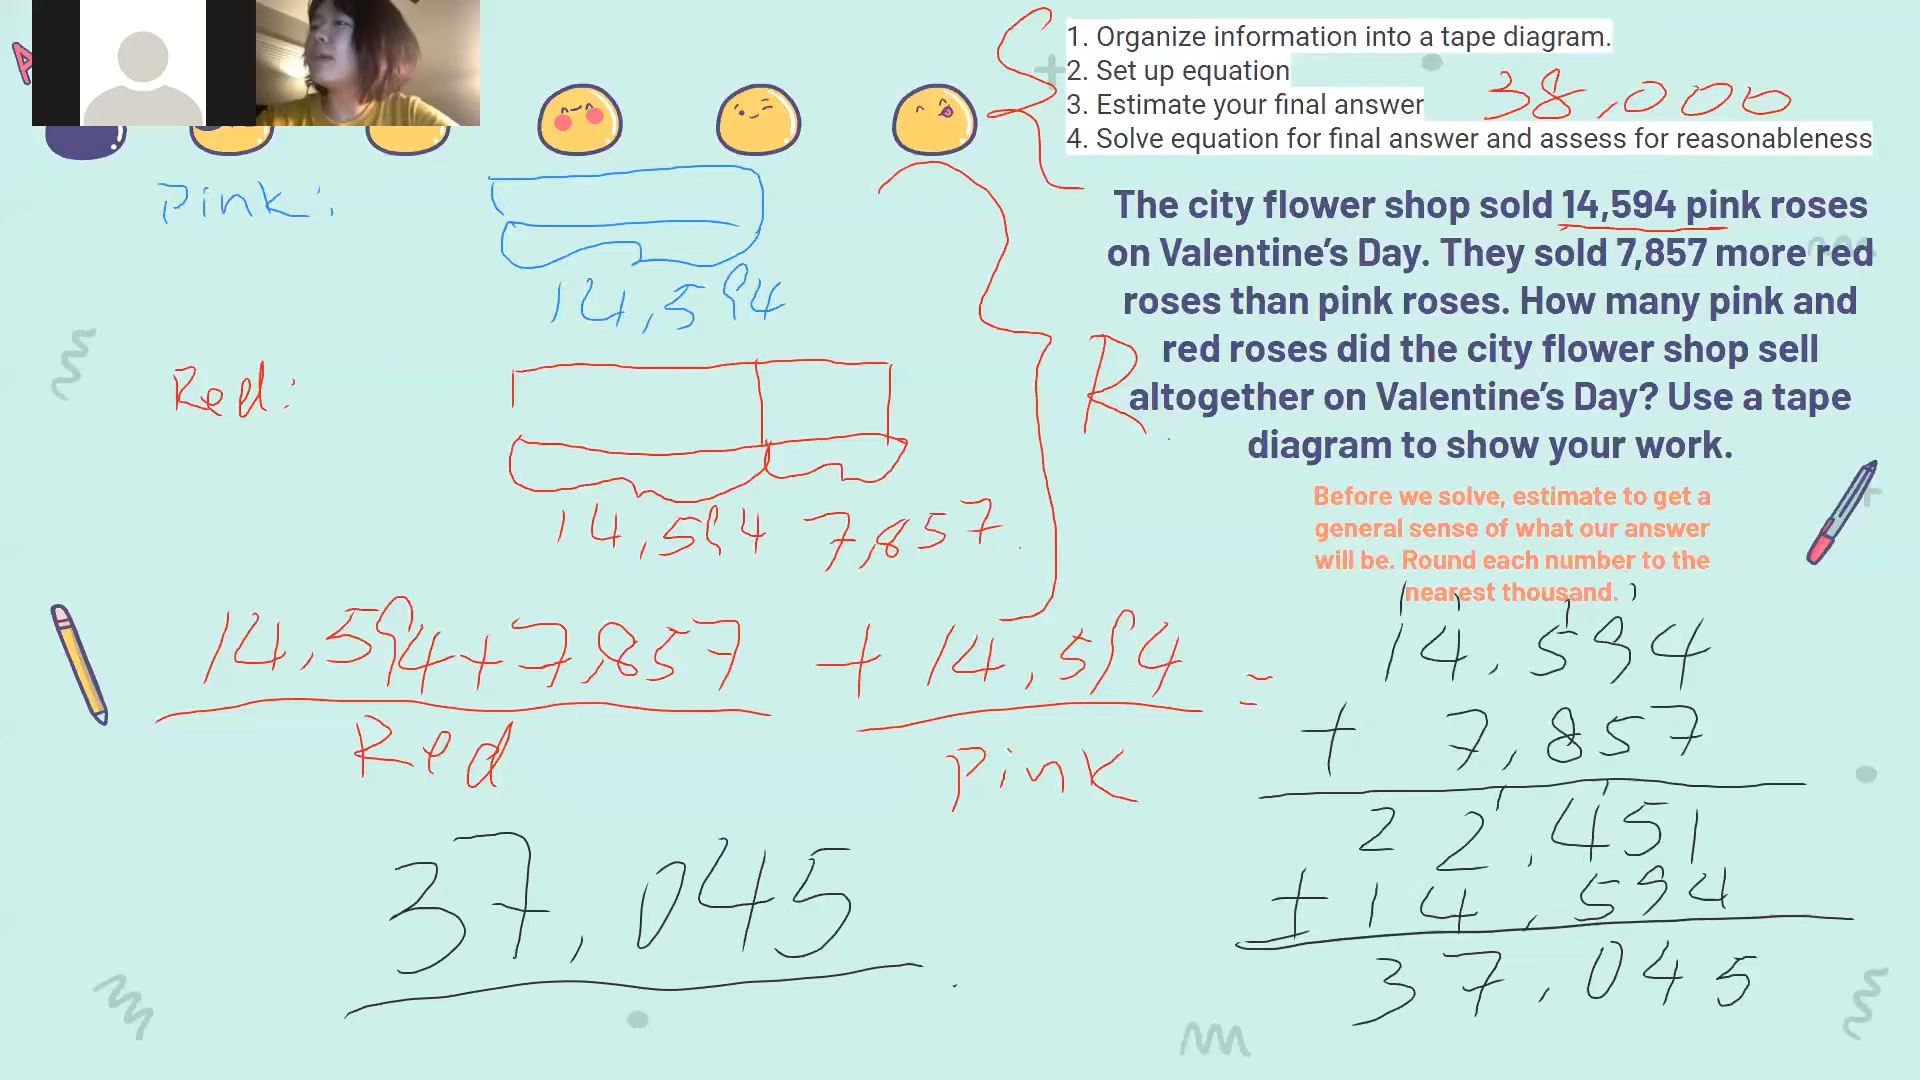 1. Organize information into a tape diagram.
2. Set up equation
3. Estimate your final answer 38,000
4. Solve equation for final answer and assess for reasonableness
The city flower shop sold 14,594 pink roses
on Valentine's Day. They sold 7,857 more red
roses than pink roses. How many pink and
red roses did the city flower shop sell
altogether on Valentine's Day? Use a tape
diagram to show your work.
Before we solve, estimate to get a
general sense of what our answer
will be. Round each number to the
nearest thousand.
Pink:
14,594
Red:
14,594 7,857
R
14,594+7,857 + 14,594 =
Red Pink
37,045
14,594
+ 7,857
22,451
+14,594
37,045